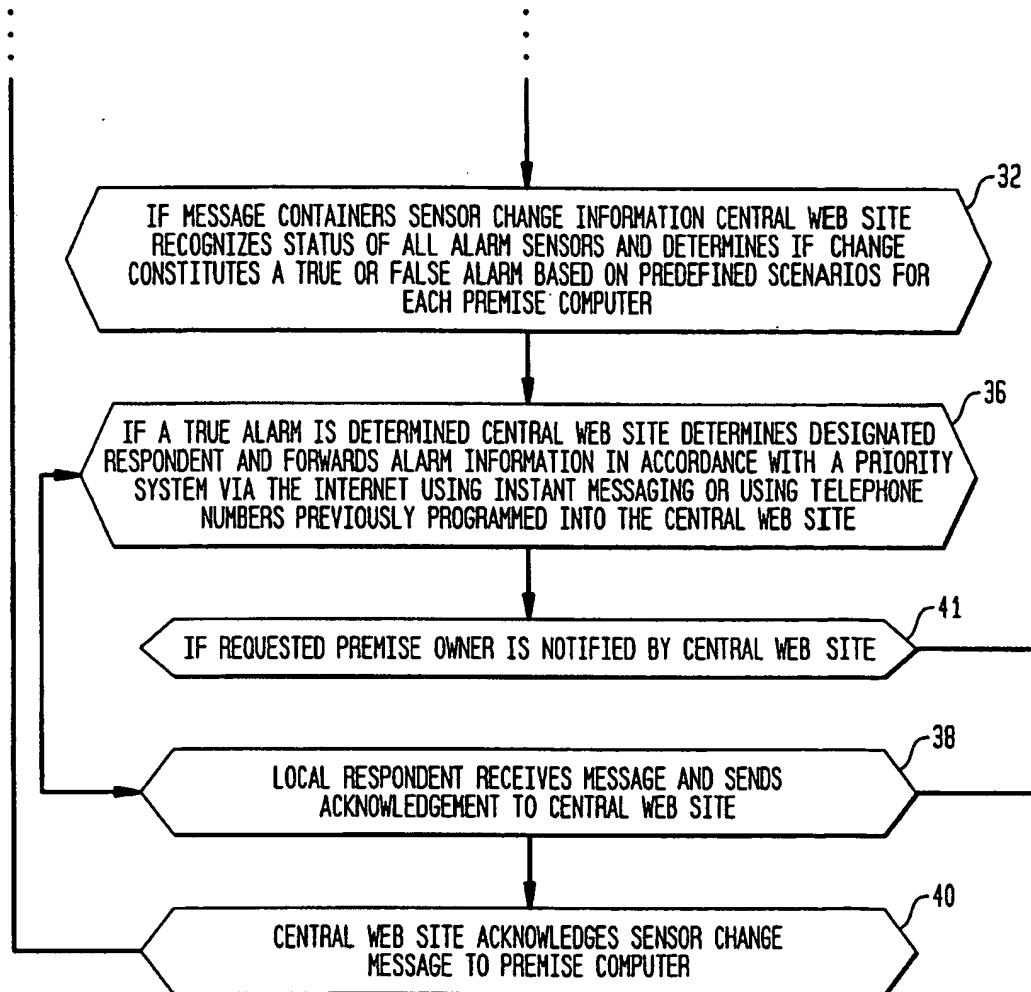 32
IF MESSAGE CONTAINERS SENSOR CHANGE INFORMATION CENTRAL WEB SITE
RECOGNIZES STATUS OF ALL ALARM SENSORS AND DETERMINES IF CHANGE
CONSTITUTES A TRUE OR FALSE ALARM BASED ON PREDEFINED SCENARIOS FOR
EACH PREMISE COMPUTER
36
IF A TRUE ALARM IS DETERMINED CENTRAL WEB SITE DETERMINES DESIGNATED
RESPONDENT AND FORWARDS ALARM INFORMATION IN ACCORDANCE WITH A PRIORITY
SYSTEM VIA THE INTERNET USING INSTANT MESSAGING OR USING TELEPHONE
NUMBERS PREVIOUSLY PROGRAMMED INTO THE CENTRAL WEB SITE
41
IF REQUESTED PREMISE OWNER IS NOTIFIED BY CENTRAL WEB SITE
38
LOCAL RESPONDENT RECEIVES MESSAGE AND SENDS
ACKNOWLEDGEMENT TO CENTRAL WEB SITE
40
CENTRAL WEB SITE ACKNOWLEDGES SENSOR CHANGE
MESSAGE TO PREMISE COMPUTER